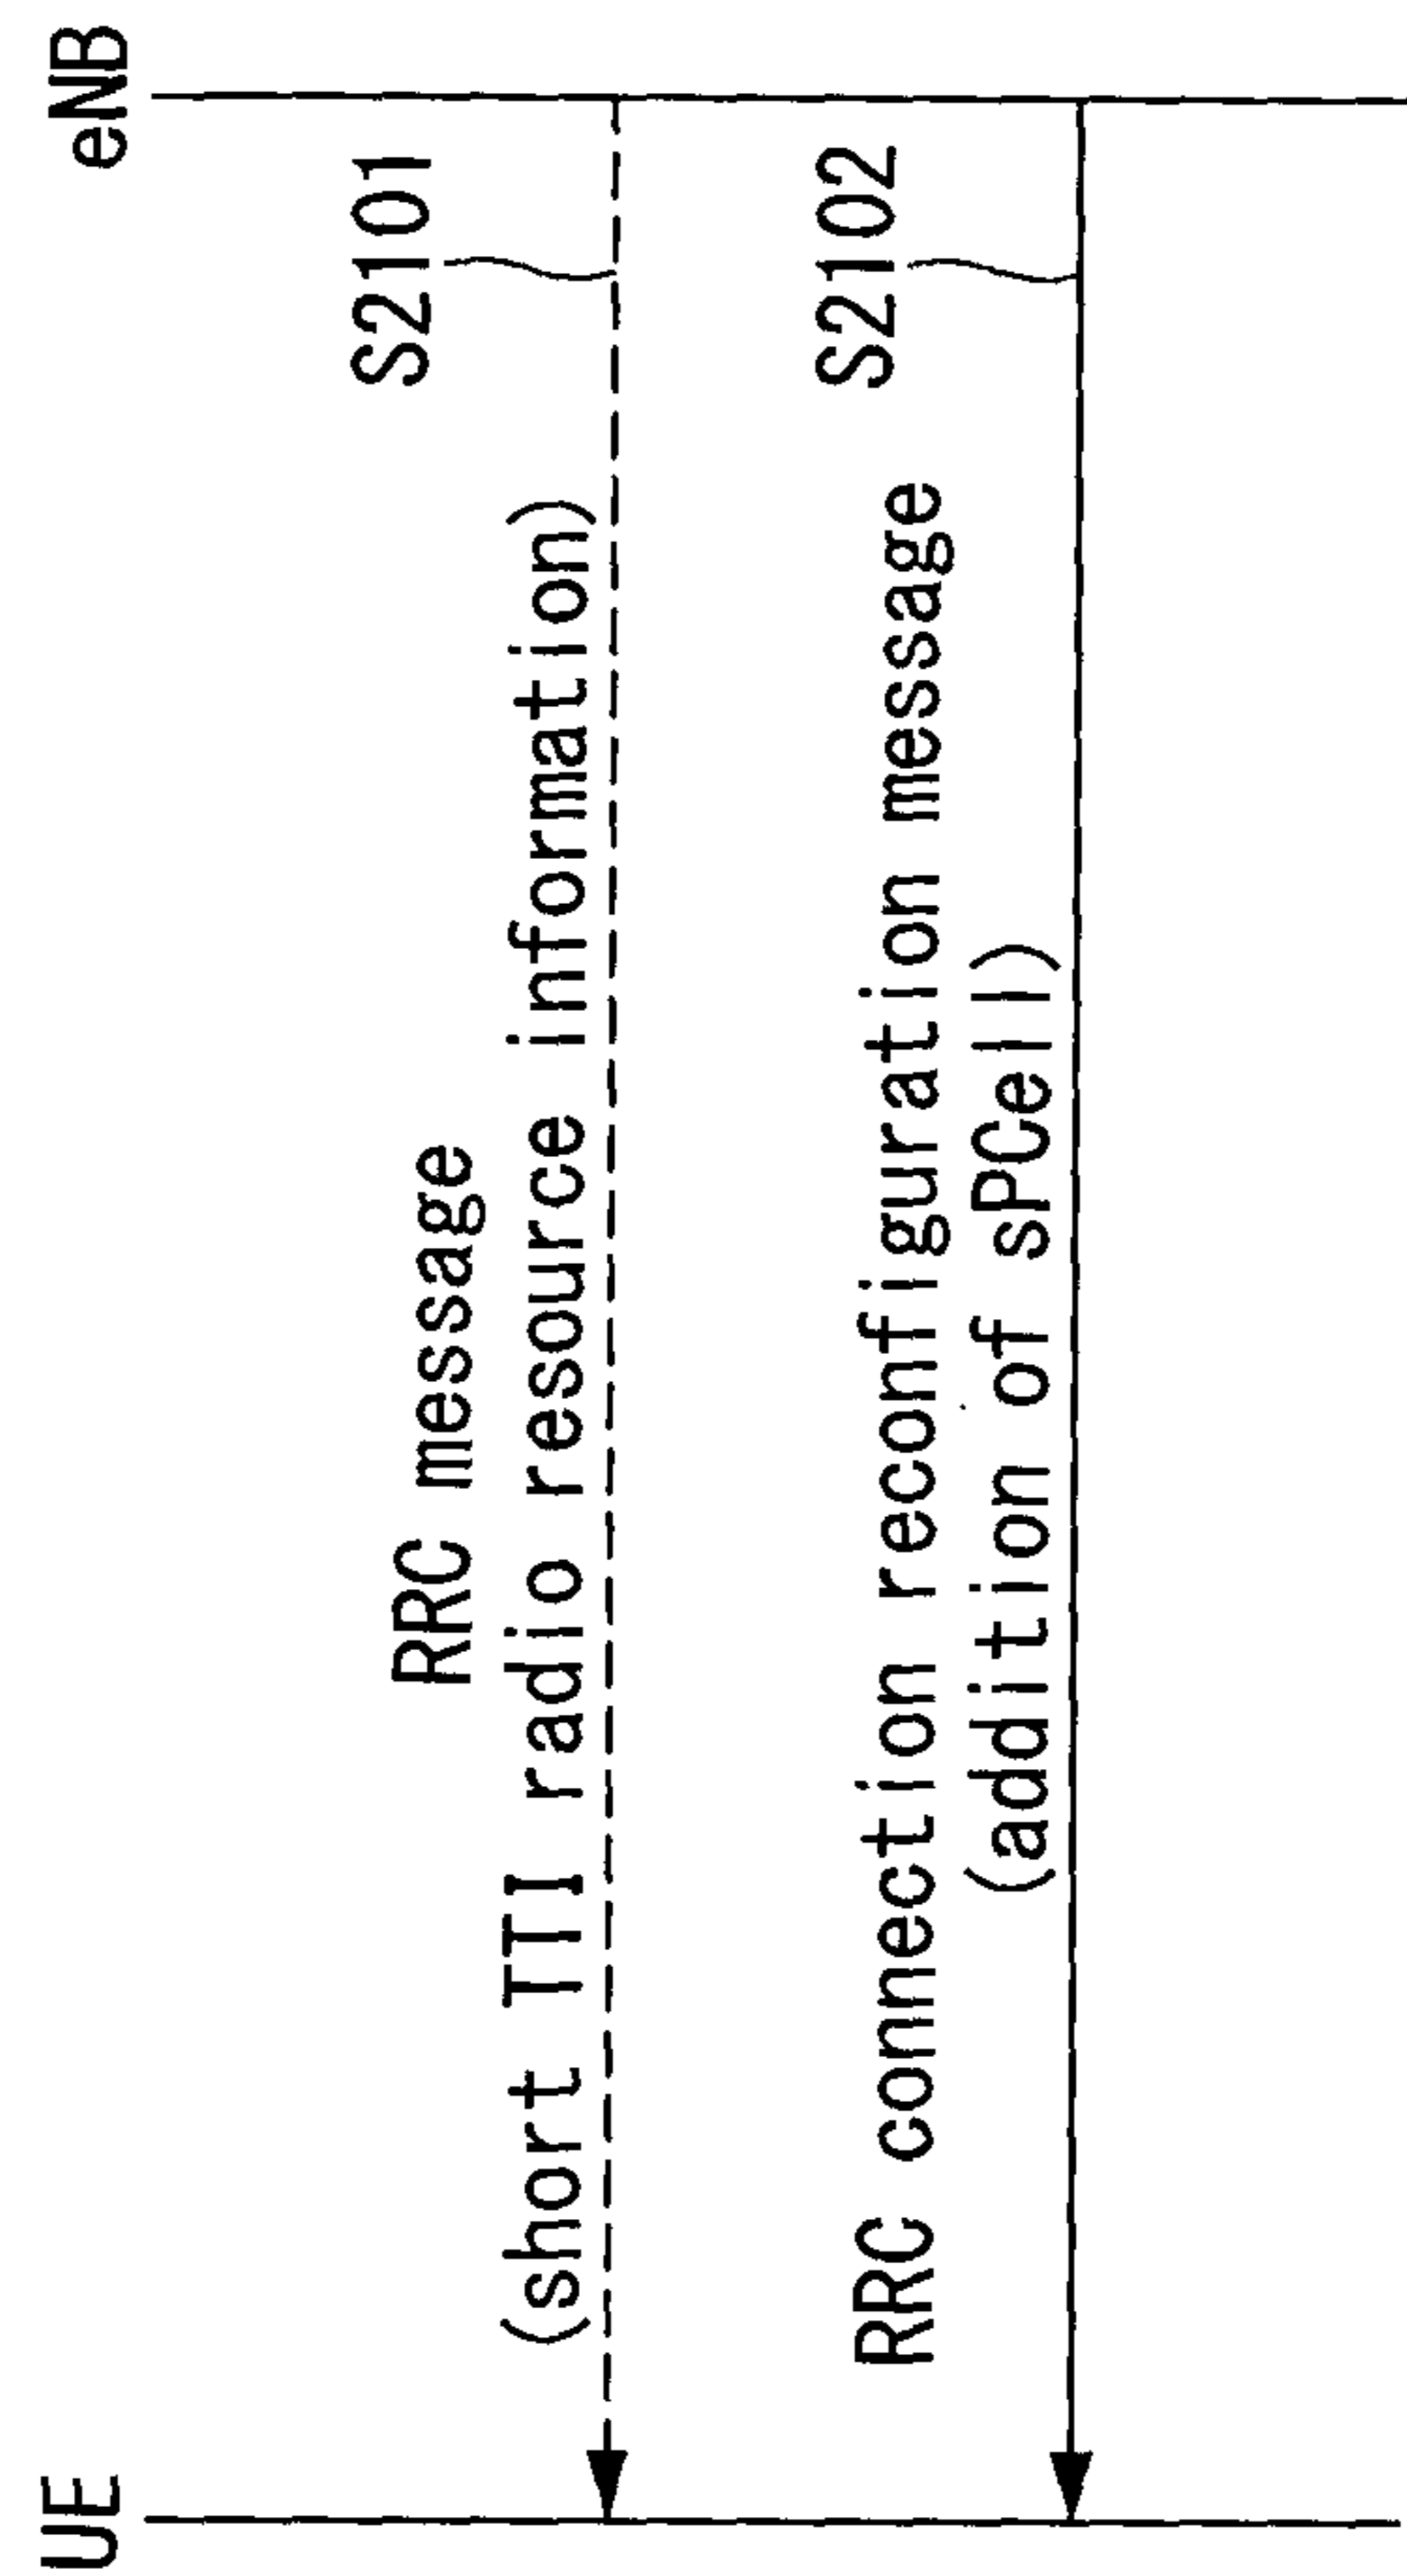 UE
eNB
S2101
RRC message
(short TTI radio resource information)
S2102
RRC connection reconfiguration message
(addition of sPCell)